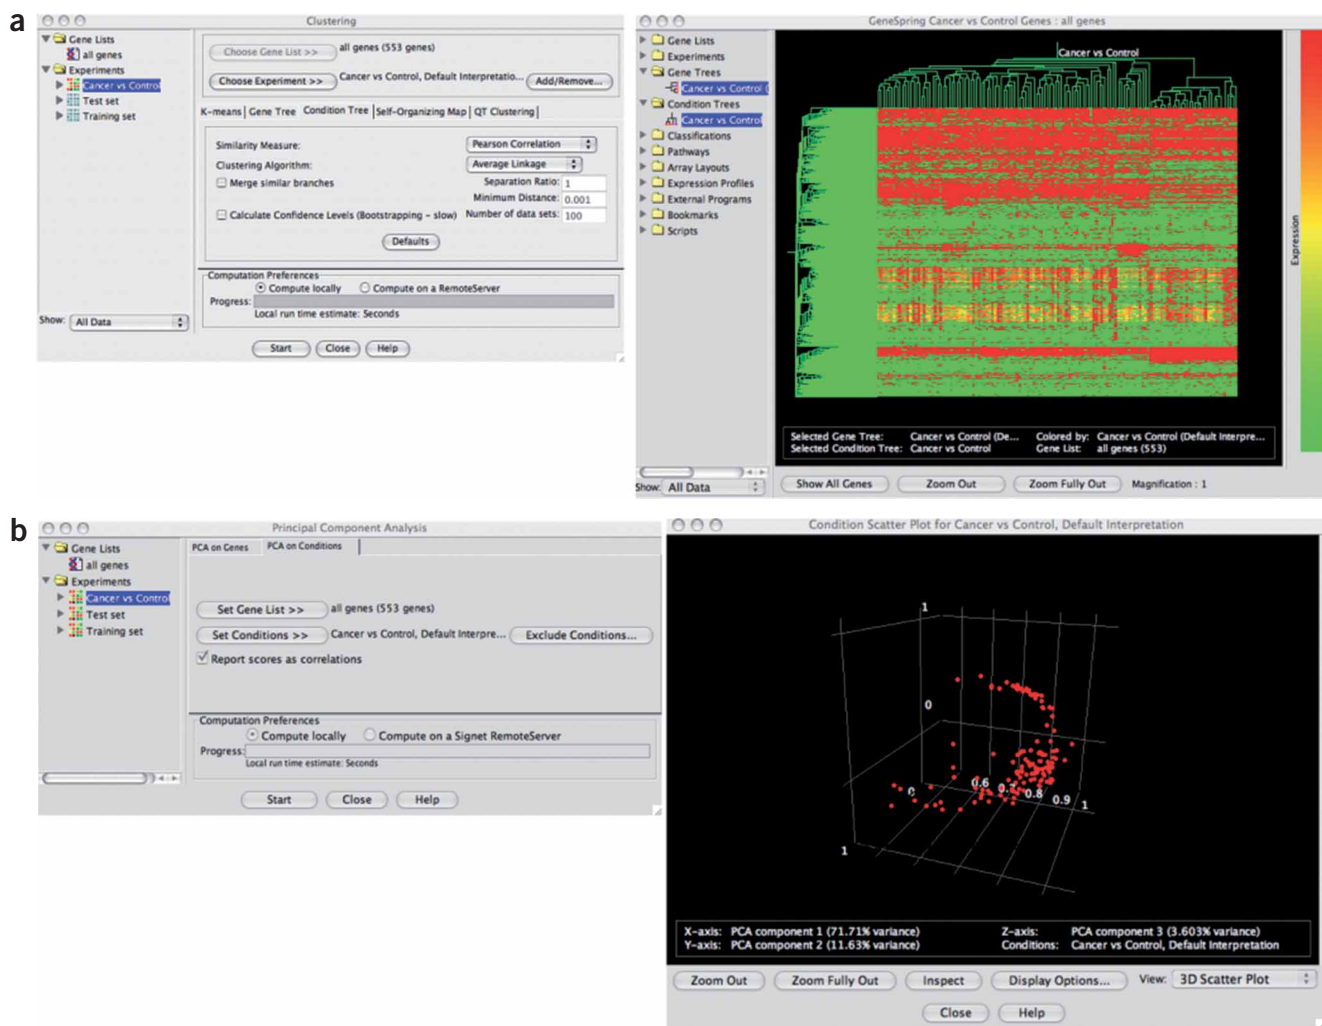 a
Clustering
Gene Lists
all genes
Experiments
Cancer vs Control
Test set
Training set
Show: All Data
Choose Gene List >> all genes (553 genes)
Choose Experiment >> Cancer vs Control, Default Interpretatio... Add/Remove...
K-means Gene Tree Condition Tree Self-Organizing Map QT Clustering
Similarity Measure: Pearson Correlation
Clustering Algorithm: Average Linkage
Merge similar branches Separation Ratio: 1
Minimum Distance: 0.001
Calculate Confidence Levels (Bootstrapping – slow) Number of data sets: 100
Defaults
Computation Preferences
Compute locally Compute on a RemoteServer
Progress:
Local run time estimate: Seconds
Start Close Help
GeneSpring Cancer vs Control Genes : all genes
Gene Lists
Experiments
Gene Trees
Cancer vs Control (
Condition Trees
Cancer vs Control
Classifications
Pathways
Array Layouts
Expression Profiles
External Programs
Bookmarks
Scripts
Show: All Data
Cancer vs Control
Expression
Selected Gene Tree: Cancer vs Control (De... Colored by: Cancer vs Control (Default Interpre...
Selected Condition Tree: Cancer vs Control Gene List: all genes (553)
Show All Genes Zoom Out Zoom Fully Out Magnification : 1
b
Principal Component Analysis
Gene Lists
all genes
Experiments
Cancer vs Control
Test set
Training set
PCA on Genes PCA on Conditions
Set Gene List >> all genes (553 genes)
Set Conditions >> Cancer vs Control, Default Interpre... Exclude Conditions...
Report scores as correlations
Computation Preferences
Compute locally Compute on a Signet RemoteServer
Progress:
Local run time estimate: Seconds
Start Close Help
Condition Scatter Plot for Cancer vs Control, Default Interpretation
1
0
0 0.6 0.8 0.9 1
1
X-axis: PCA component 1 (71.71% variance) Z-axis: PCA component 3 (3.603% variance)
Y-axis: PCA component 2 (11.63% variance) Conditions: Cancer vs Control, Default Interpretation
Zoom Out Zoom Fully Out Inspect Display Options... View: 3D Scatter Plot
Close Help